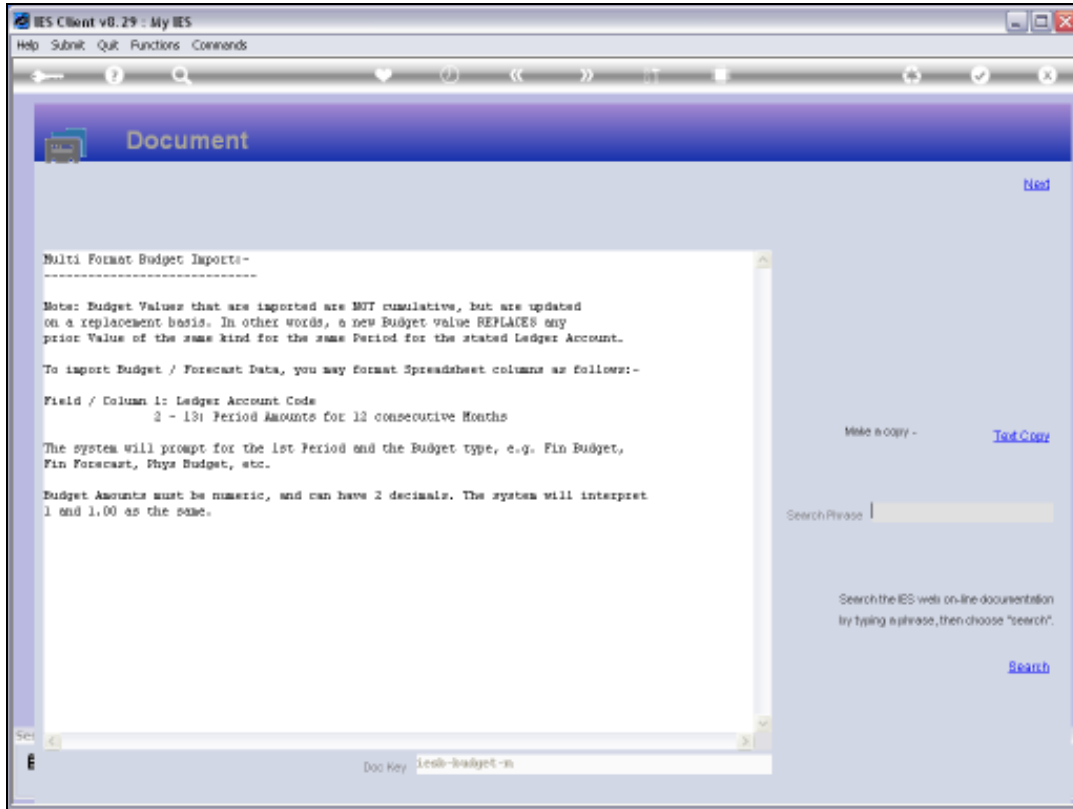 IES Client v8.29 : My IES
Help Submit Quit Functions Commands
Document
Next
Multi Format Budget Import:-
-----------------------------
Note: Budget Values that are imported are NOT cumulative, but are updated
on a replacement basis. In other words, a new Budget value REPLACES any
prior Value of the same kind for the same Period for the stated Ledger Account.
To import Budget / Forecast Data, you may format Spreadsheet columns as follows:-
Field / Column 1: Ledger Account Code
2 - 13: Period Amounts for 12 consecutive Months
The system will prompt for the 1st Period and the Budget type, e.g. Fin Budget,
Fin Forecast, Phys Budget, etc.
Budget Amounts must be numeric, and can have 2 decimals. The system will interpret
1 and 1.00 as the same.
Make a copy -
Text Copy
Search Phrase
Search the IES web on-line documentation
by typing a phrase, then choose "search".
Search
Doc Key iesb-budget-m